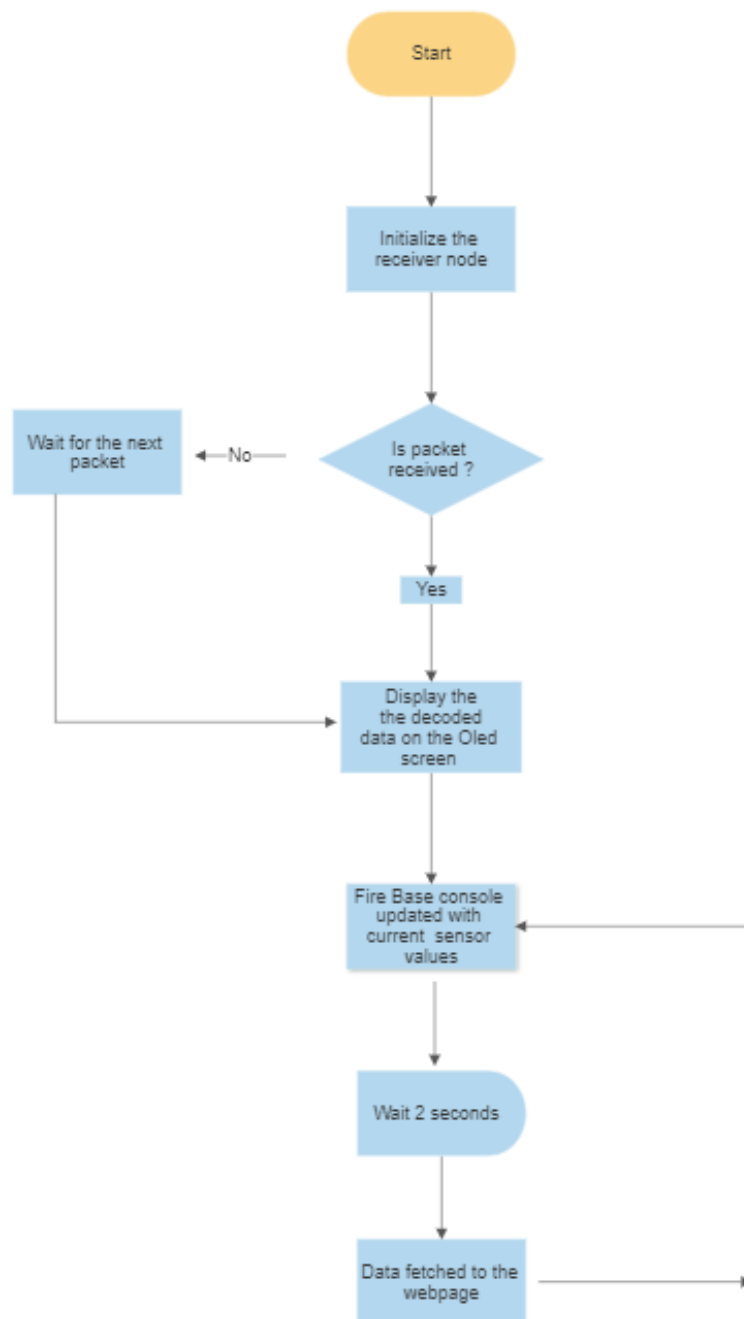 Start
Initialize the
receiver node
Is packet
received ?
No
Wait for the next
packet
Yes
Display the
the decoded
data on the Oled
screen
Fire Base console
updated with
current sensor
values
Wait 2 seconds
Data fetched to the
webpage